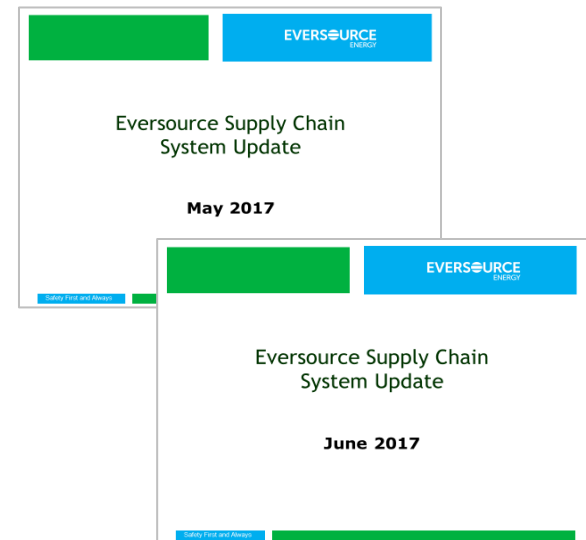 EVERSOURCE
ENERGY
Eversource Supply Chain
System Update
May 2017
Safety First and Always
EVERSOURCE
ENERGY
Eversource Supply Chain
System Update
June 2017
Safety First and Always